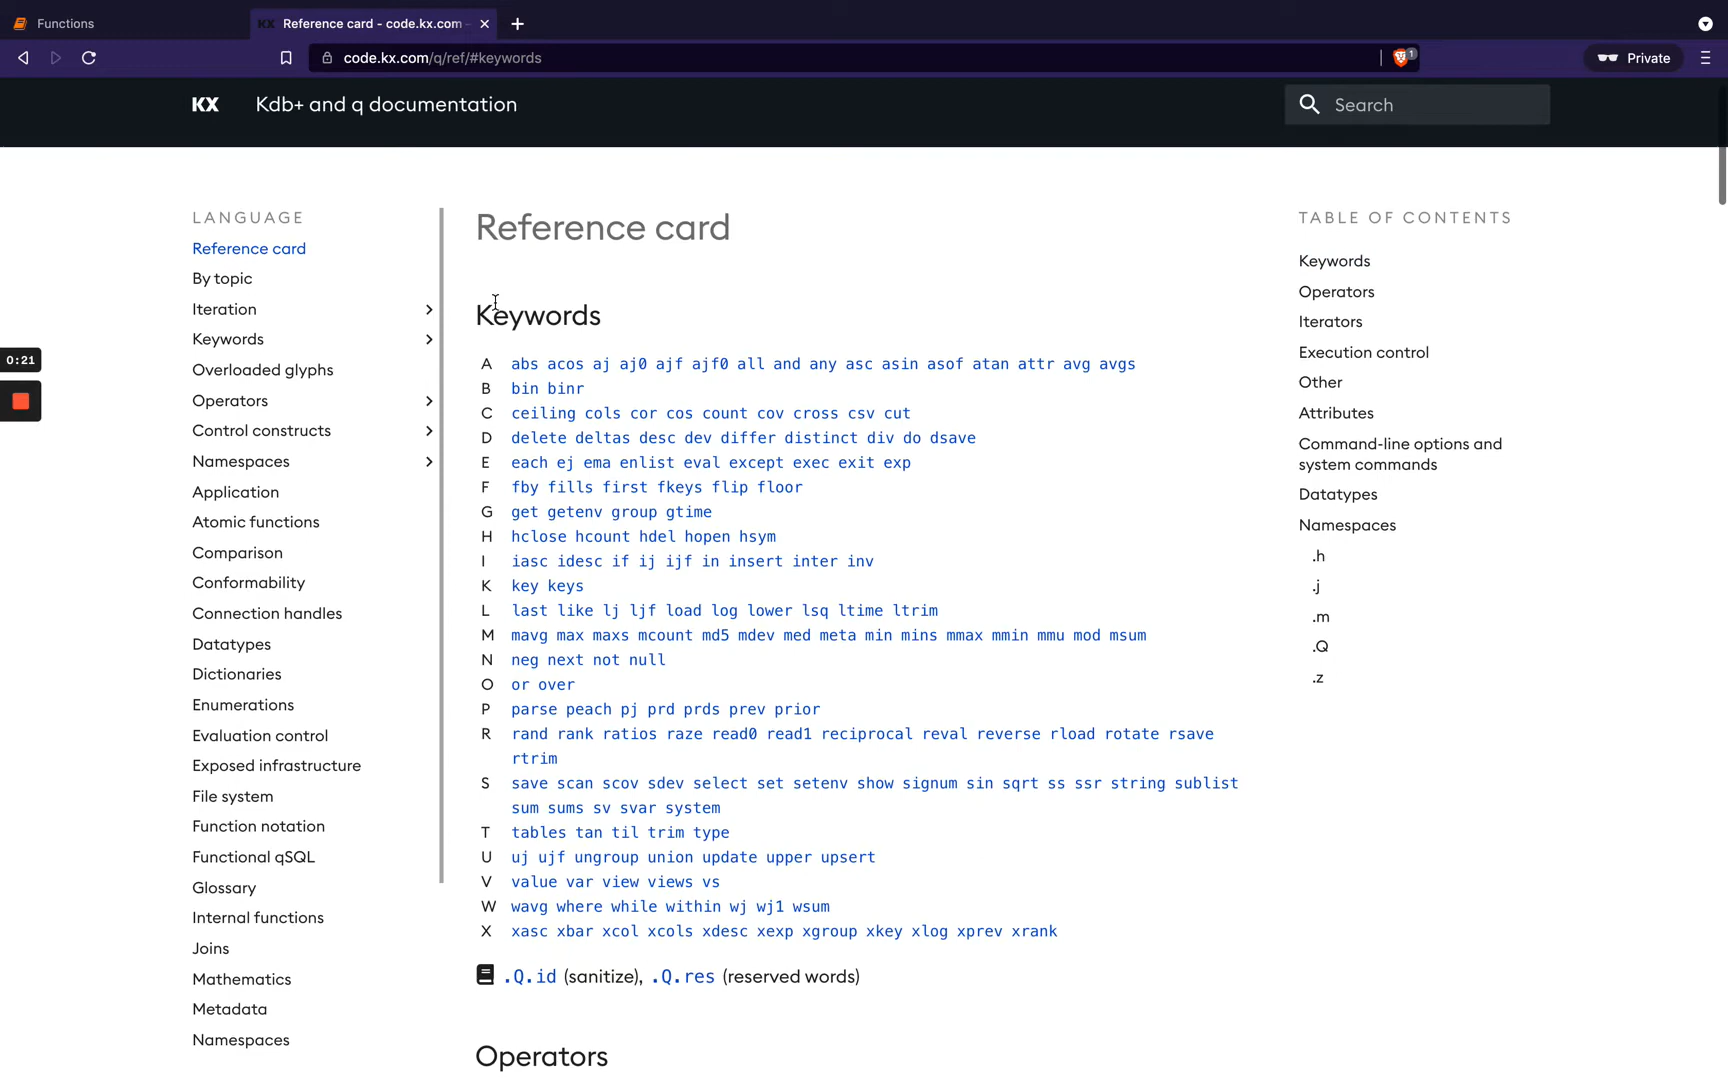 Functions
Reference card - code.kx.com -
code.kx.com/q/ref/#keywords
1
Private
KX
Kdb+ and q documentation
Search
0:21
LANGUAGE
Reference card
By topic
Iteration
Keywords
Overloaded glyphs
Operators
Control constructs
Namespaces
Application
Atomic functions
Comparison
Conformability
Connection handles
Datatypes
Dictionaries
Enumerations
Evaluation control
Exposed infrastructure
File system
Function notation
Functional qSQL
Glossary
Internal functions
Joins
Mathematics
Metadata
Namespaces
Reference card
Keywords
A abs acos aj aj0 ajf ajf0 all and any asc asin asof atan attr avg avgs
B bin binr
C ceiling cols cor cos count cov cross csv cut
D delete deltas desc dev differ distinct div do dsave
E each ej ema enlist eval except exec exit exp
F fby fills first fkeys flip floor
G get getenv group gtime
H hclose hcount hdel hopen hsym
I iasc idesc if ij ijf in insert inter inv
K key keys
L last like lj ljf load log lower lsq ltime ltrim
M mavg max maxs mcount md5 mdev med meta min mins mmax mmin mmu mod msum
N neg next not null
O or over
P parse peach pj prd prds prev prior
R rand rank ratios raze read0 read1 reciprocal reval reverse rload rotate rsave
rtrim
S save scan scov sdev select set setenv show signum sin sqrt ss ssr string sublist
sum sums sv svar system
T tables tan til trim type
U uj ujf ungroup union update upper upsert
V value var view views vs
W wavg where while within wj wj1 wsum
X xasc xbar xcol xcols xdesc xexp xgroup xkey xlog xprev xrank
.Q.id (sanitize), .Q.res (reserved words)
Operators
TABLE OF CONTENTS
Keywords
Operators
Iterators
Execution control
Other
Attributes
Command-line options and
system commands
Datatypes
Namespaces
.h
.j
.m
.Q
.z